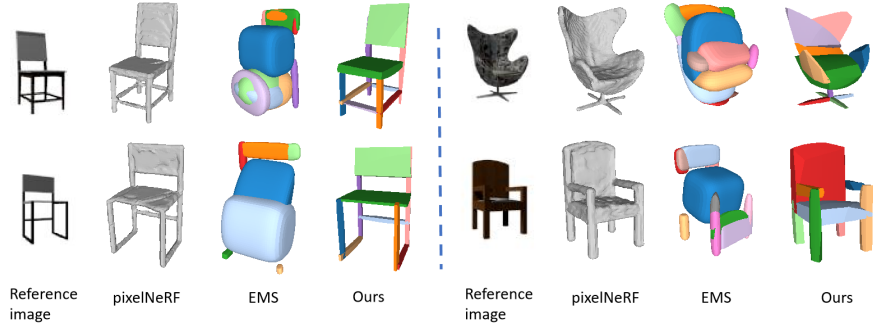 Reference
image
pixelNeRF
EMS
Ours
Reference
image
pixelNeRF
EMS
Ours